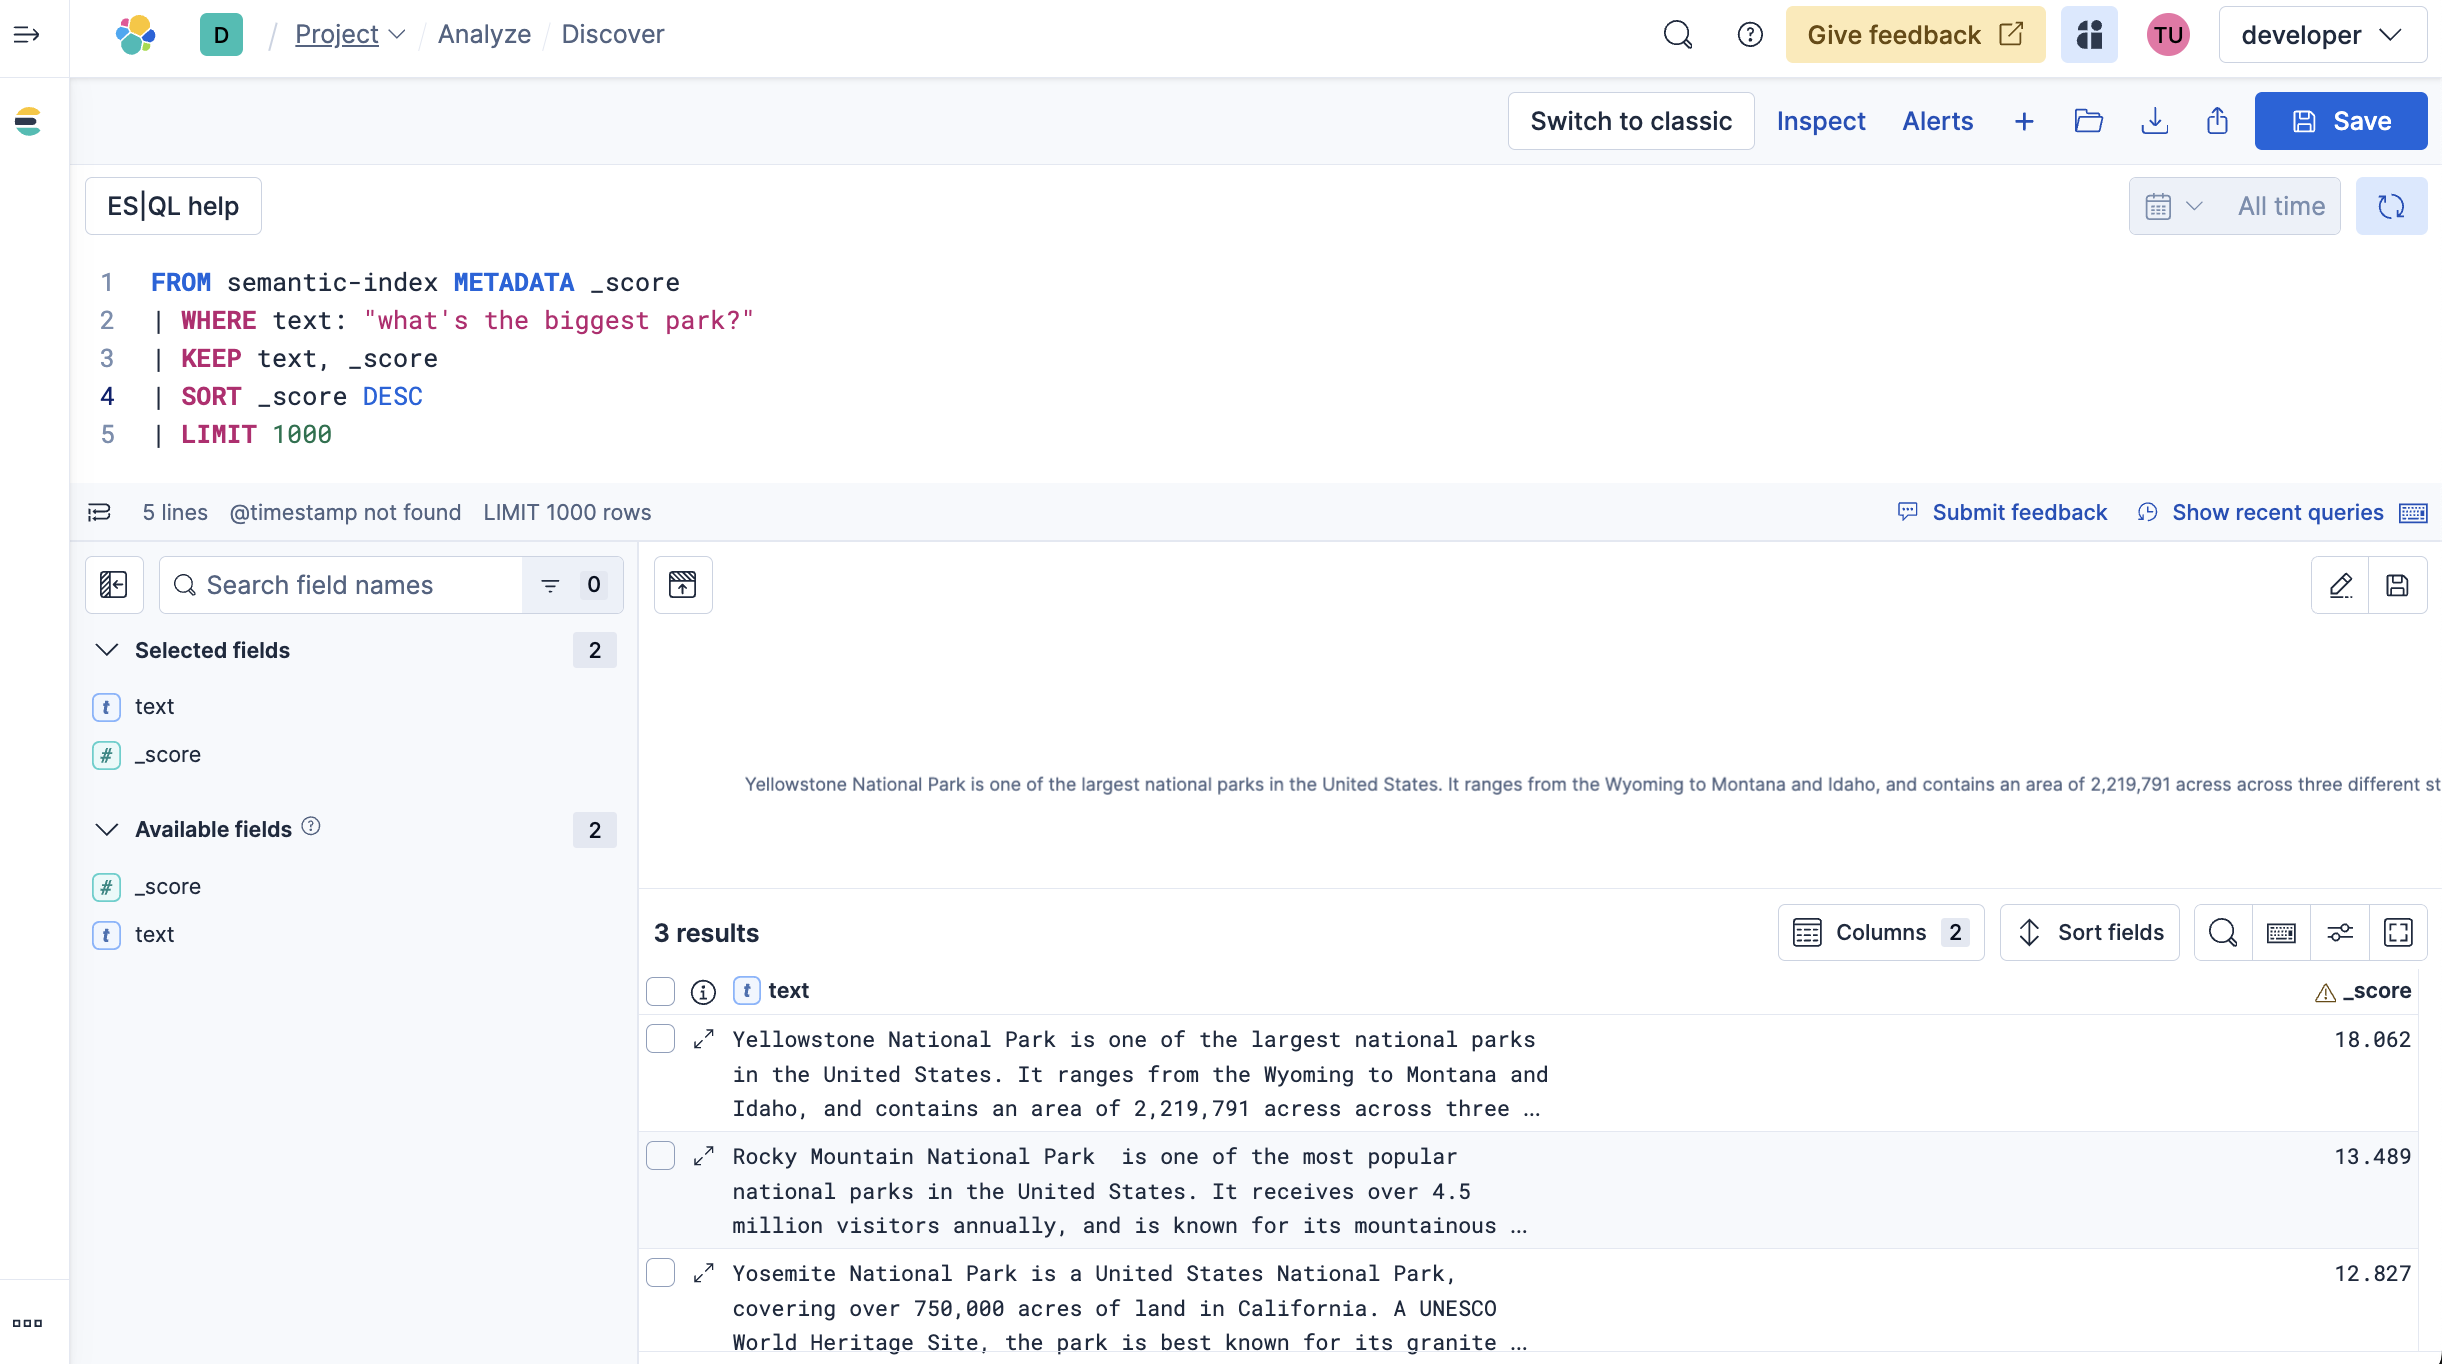 D / Project / Analyze / Discover
Give feedback
TU
developer
Switch to classic
Inspect
Alerts
Save
ES|QL help
All time
1 FROM semantic-index METADATA _score
2 | WHERE text: "what's the biggest park?"
3 | KEEP text, _score
4 | SORT _score DESC
5 | LIMIT 1000
5 lines @timestamp not found LIMIT 1000 rows
Submit feedback
Show recent queries
Search field names
0
Selected fields 2
t text
# _score
Available fields 2
# _score
t text
Yellowstone National Park is one of the largest national parks in the United States. It ranges from the Wyoming to Montana and Idaho, and contains an area of 2,219,791 acress across three different st
3 results
Columns 2
Sort fields
t text
_score
Yellowstone National Park is one of the largest national parks
18.062
in the United States. It ranges from the Wyoming to Montana and
Idaho, and contains an area of 2,219,791 acress across three ...
Rocky Mountain National Park  is one of the most popular
13.489
national parks in the United States. It receives over 4.5
million visitors annually, and is known for its mountainous ...
Yosemite National Park is a United States National Park,
12.827
covering over 750,000 acres of land in California. A UNESCO
World Heritage Site, the park is best known for its granite ...